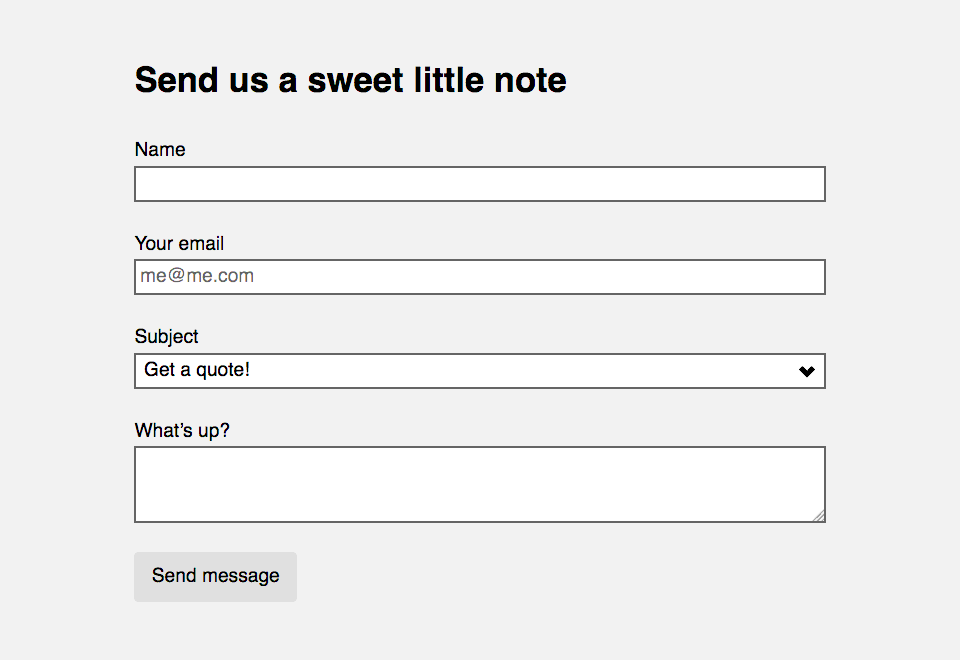 Send us a sweet little note
Name
Your email
me@me.com
Subject
Get a quote!
What’s up?
Send message